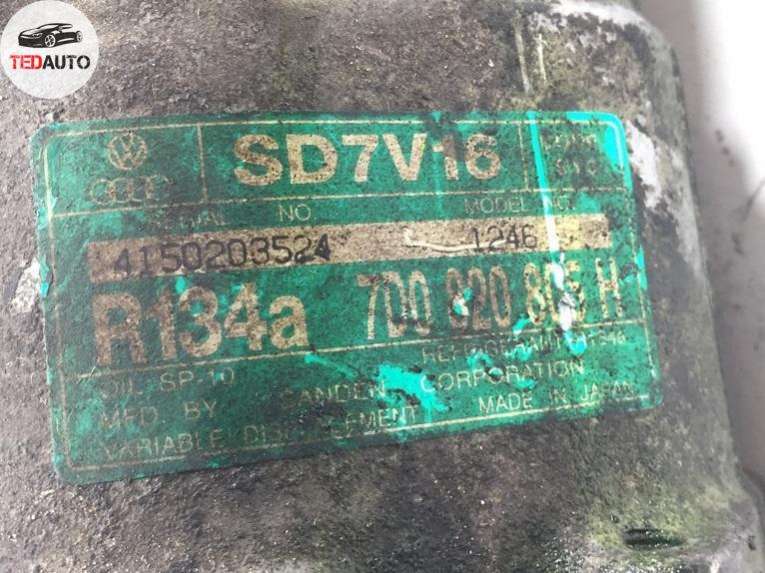 TEDAUTO
SD7V16
NO. MODEL NO.
4150203524 1246
R134a 7D0 820 805 H
REFRIGERANT
OIL SP-10
MFD BY SANDEN CORPORATION
VARIABLE DISPLACEMENT MADE IN JAPAN